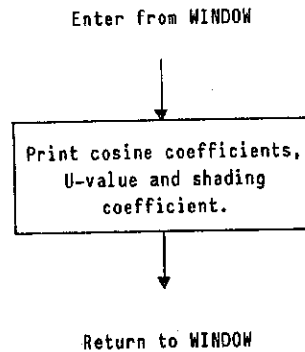 Enter from WINDOW
Print cosine coefficients,
U-value and shading
coefficient.
Return to WINDOW